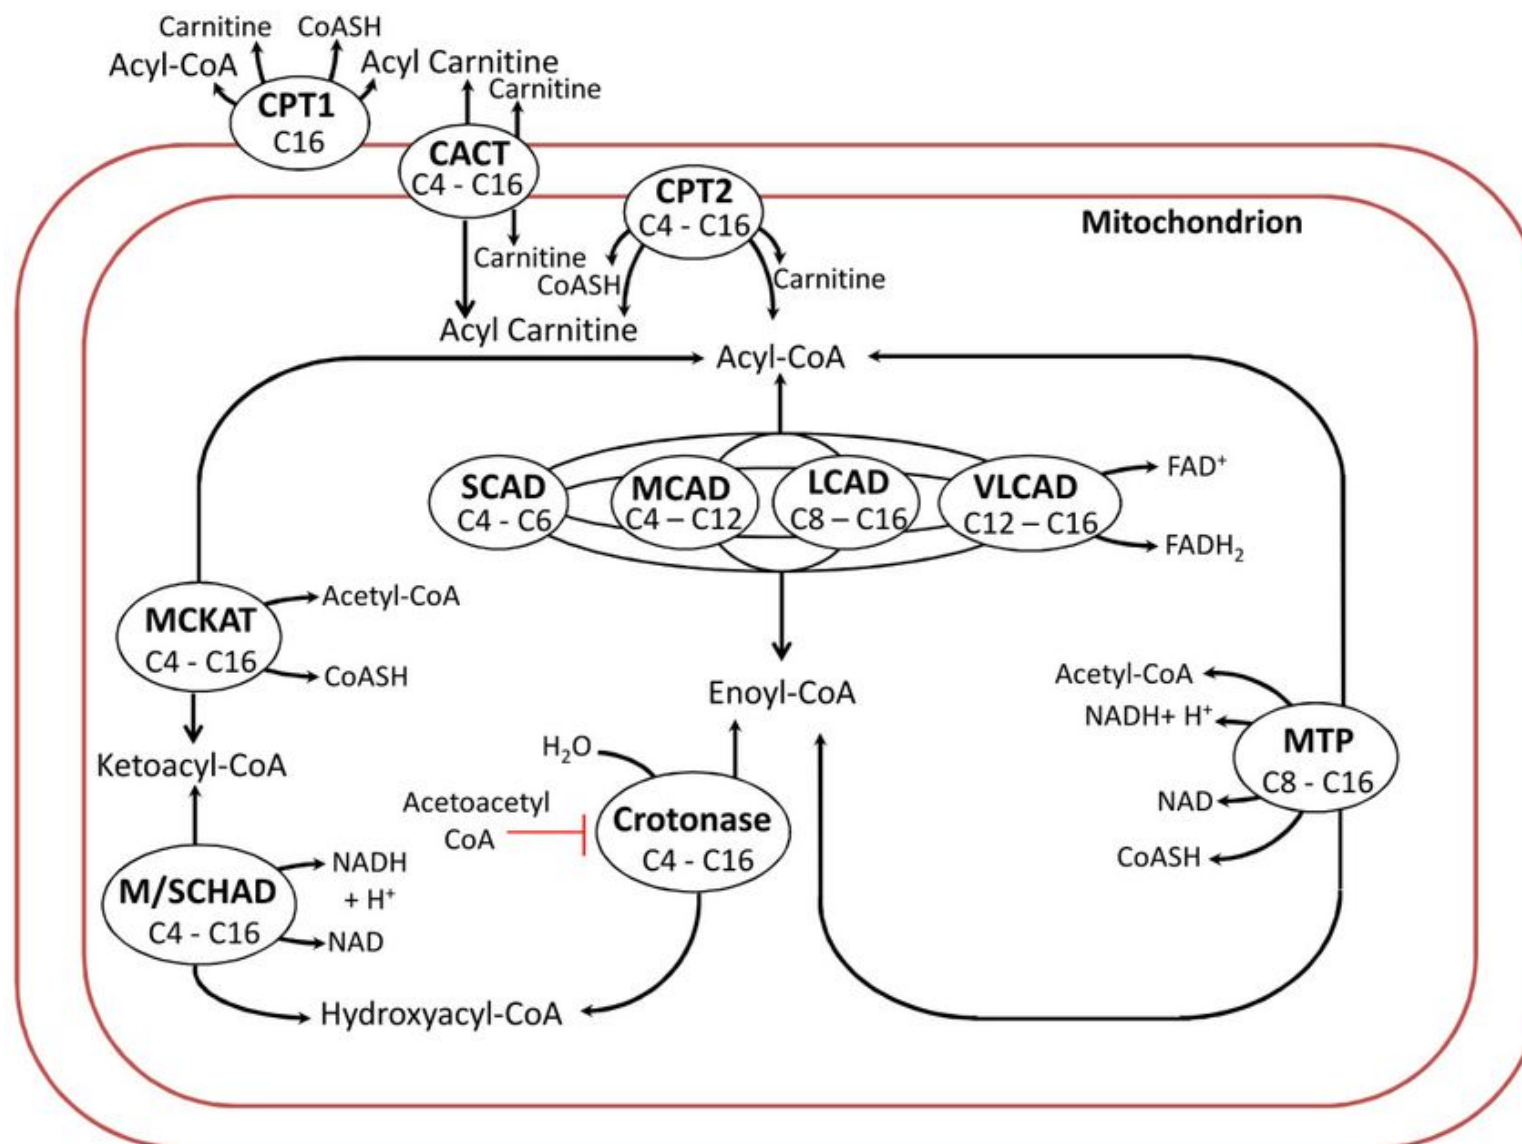 Carnitine
CoASH
Acyl-CoA
Acyl Carnitine
CPT1
C16
Carnitine
CACT
C4 - C16
CPT2
C4 - C16
Mitochondrion
Carnitine
CoASH
Carnitine
Acyl Carnitine
Acyl-CoA
SCAD
C4 - C6
MCAD
C4 – C12
LCAD
C8 – C16
VLCAD
C12 – C16
FAD⁺
FADH₂
MCKAT
C4 - C16
Acetyl-CoA
CoASH
Ketoacyl-CoA
Enoyl-CoA
H₂O
Acetoacetyl
CoA
Crotonase
C4 - C16
Acetyl-CoA
NADH+ H⁺
MTP
C8 - C16
NAD
CoASH
M/SCHAD
C4 - C16
NADH
+ H⁺
NAD
Hydroxyacyl-CoA